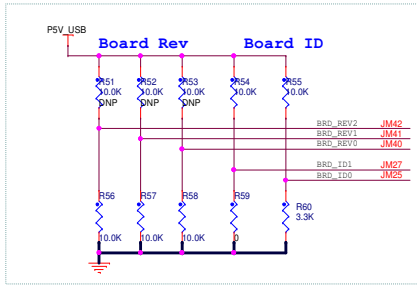 P5V_USB
Board Rev Board ID
R51 R52 R53 R54 R55
10.0K 10.0K 10.0K 10.0K 10.0K
DNP DNP DNP
BRD_REV2 JM42
BRD_REV1 JM41
BRD_REV0 JM40
BRD_ID1 JM27
BRD_ID0 JM25
R56 R57 R58 R59 R60
3.3K
10.0K 10.0K 10.0K 0